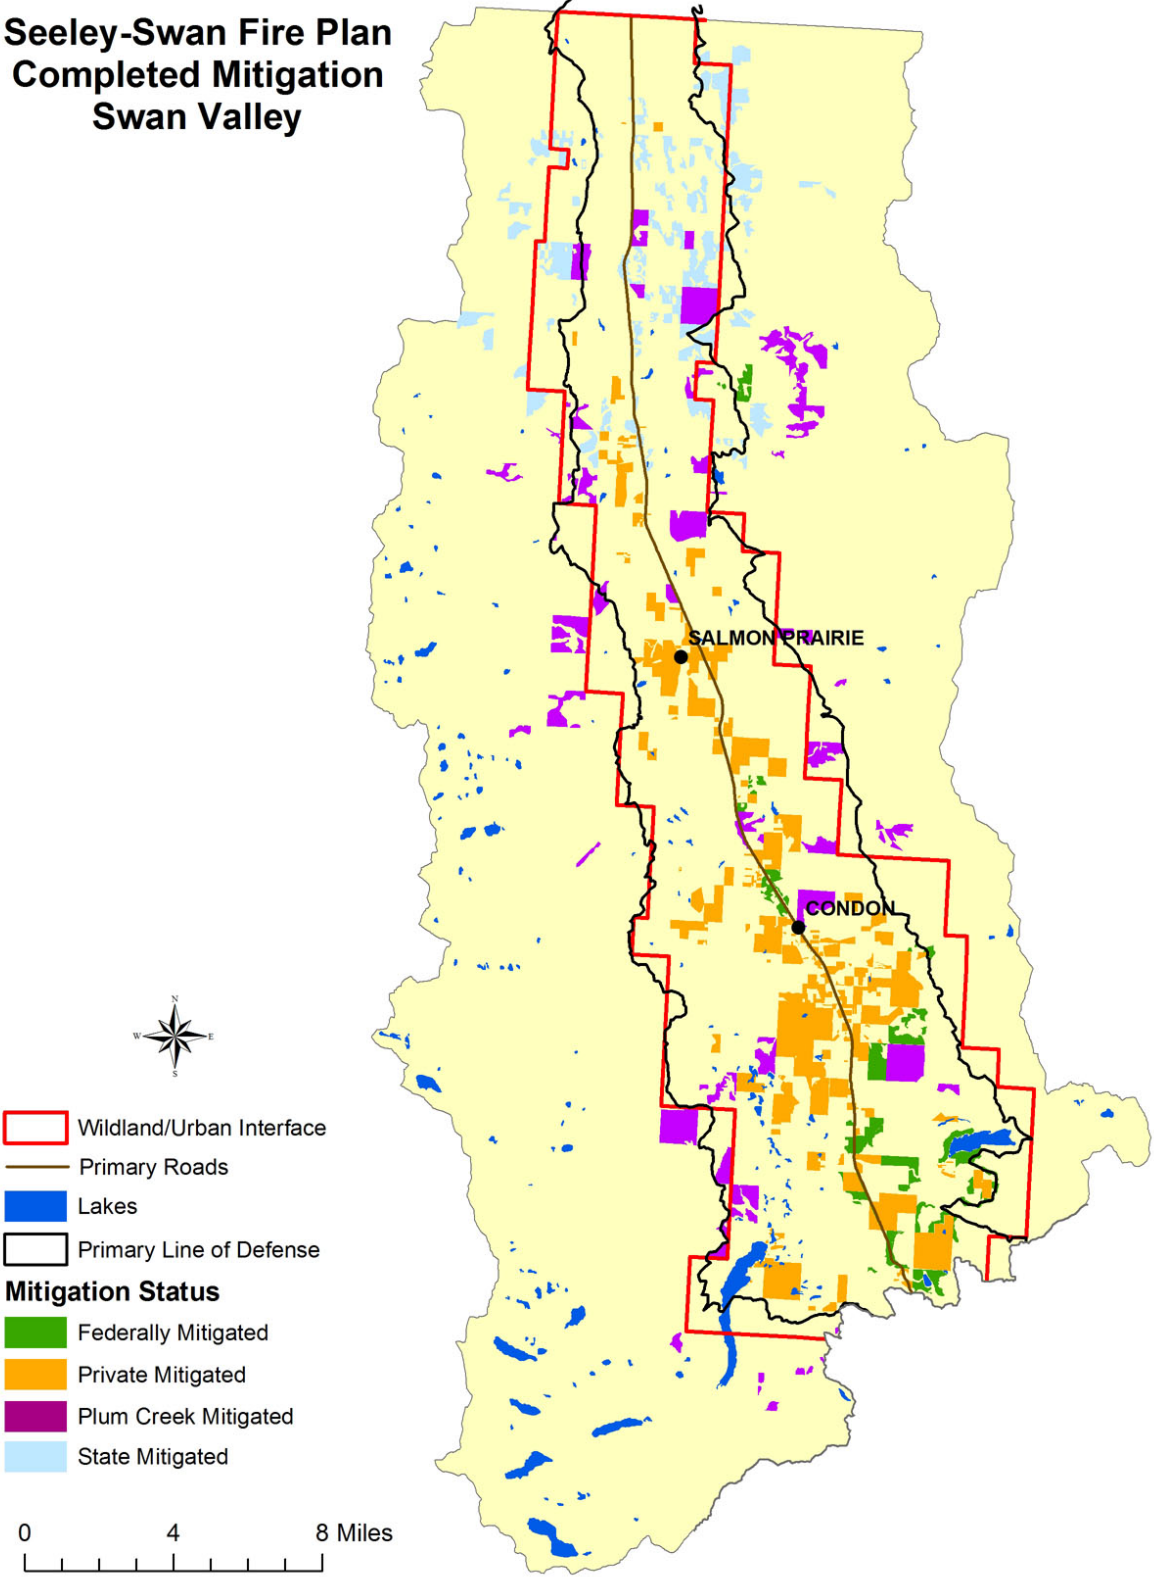 Seeley-Swan Fire Plan
Completed Mitigation
Swan Valley
SALMON PRAIRIE
CONDON
N
W
E
S
Wildland/Urban Interface
Primary Roads
Lakes
Primary Line of Defense
Mitigation Status
Federally Mitigated
Private Mitigated
Plum Creek Mitigated
State Mitigated
0 4 8 Miles